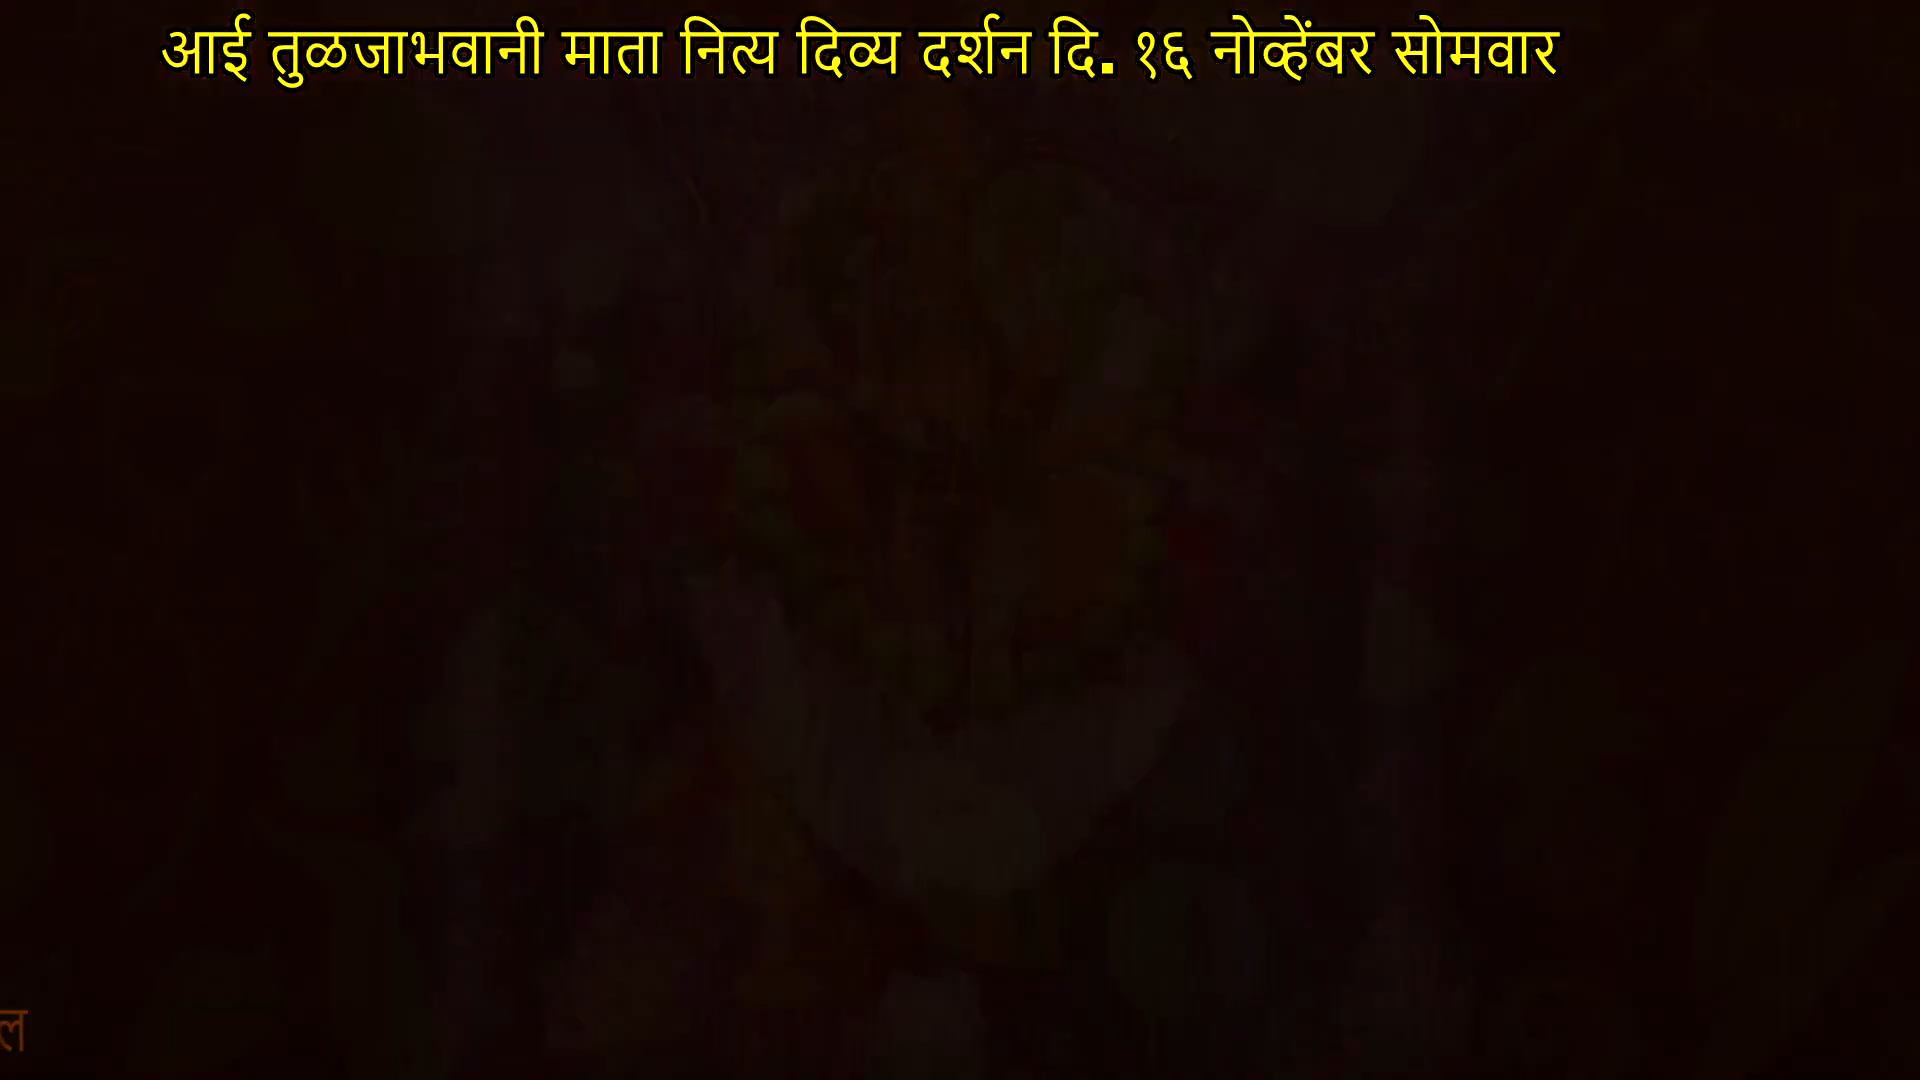 आई तुळजाभवानी माता नित्य दिव्य दर्शन दि. १६ नोव्हेंबर सोमवार
ल